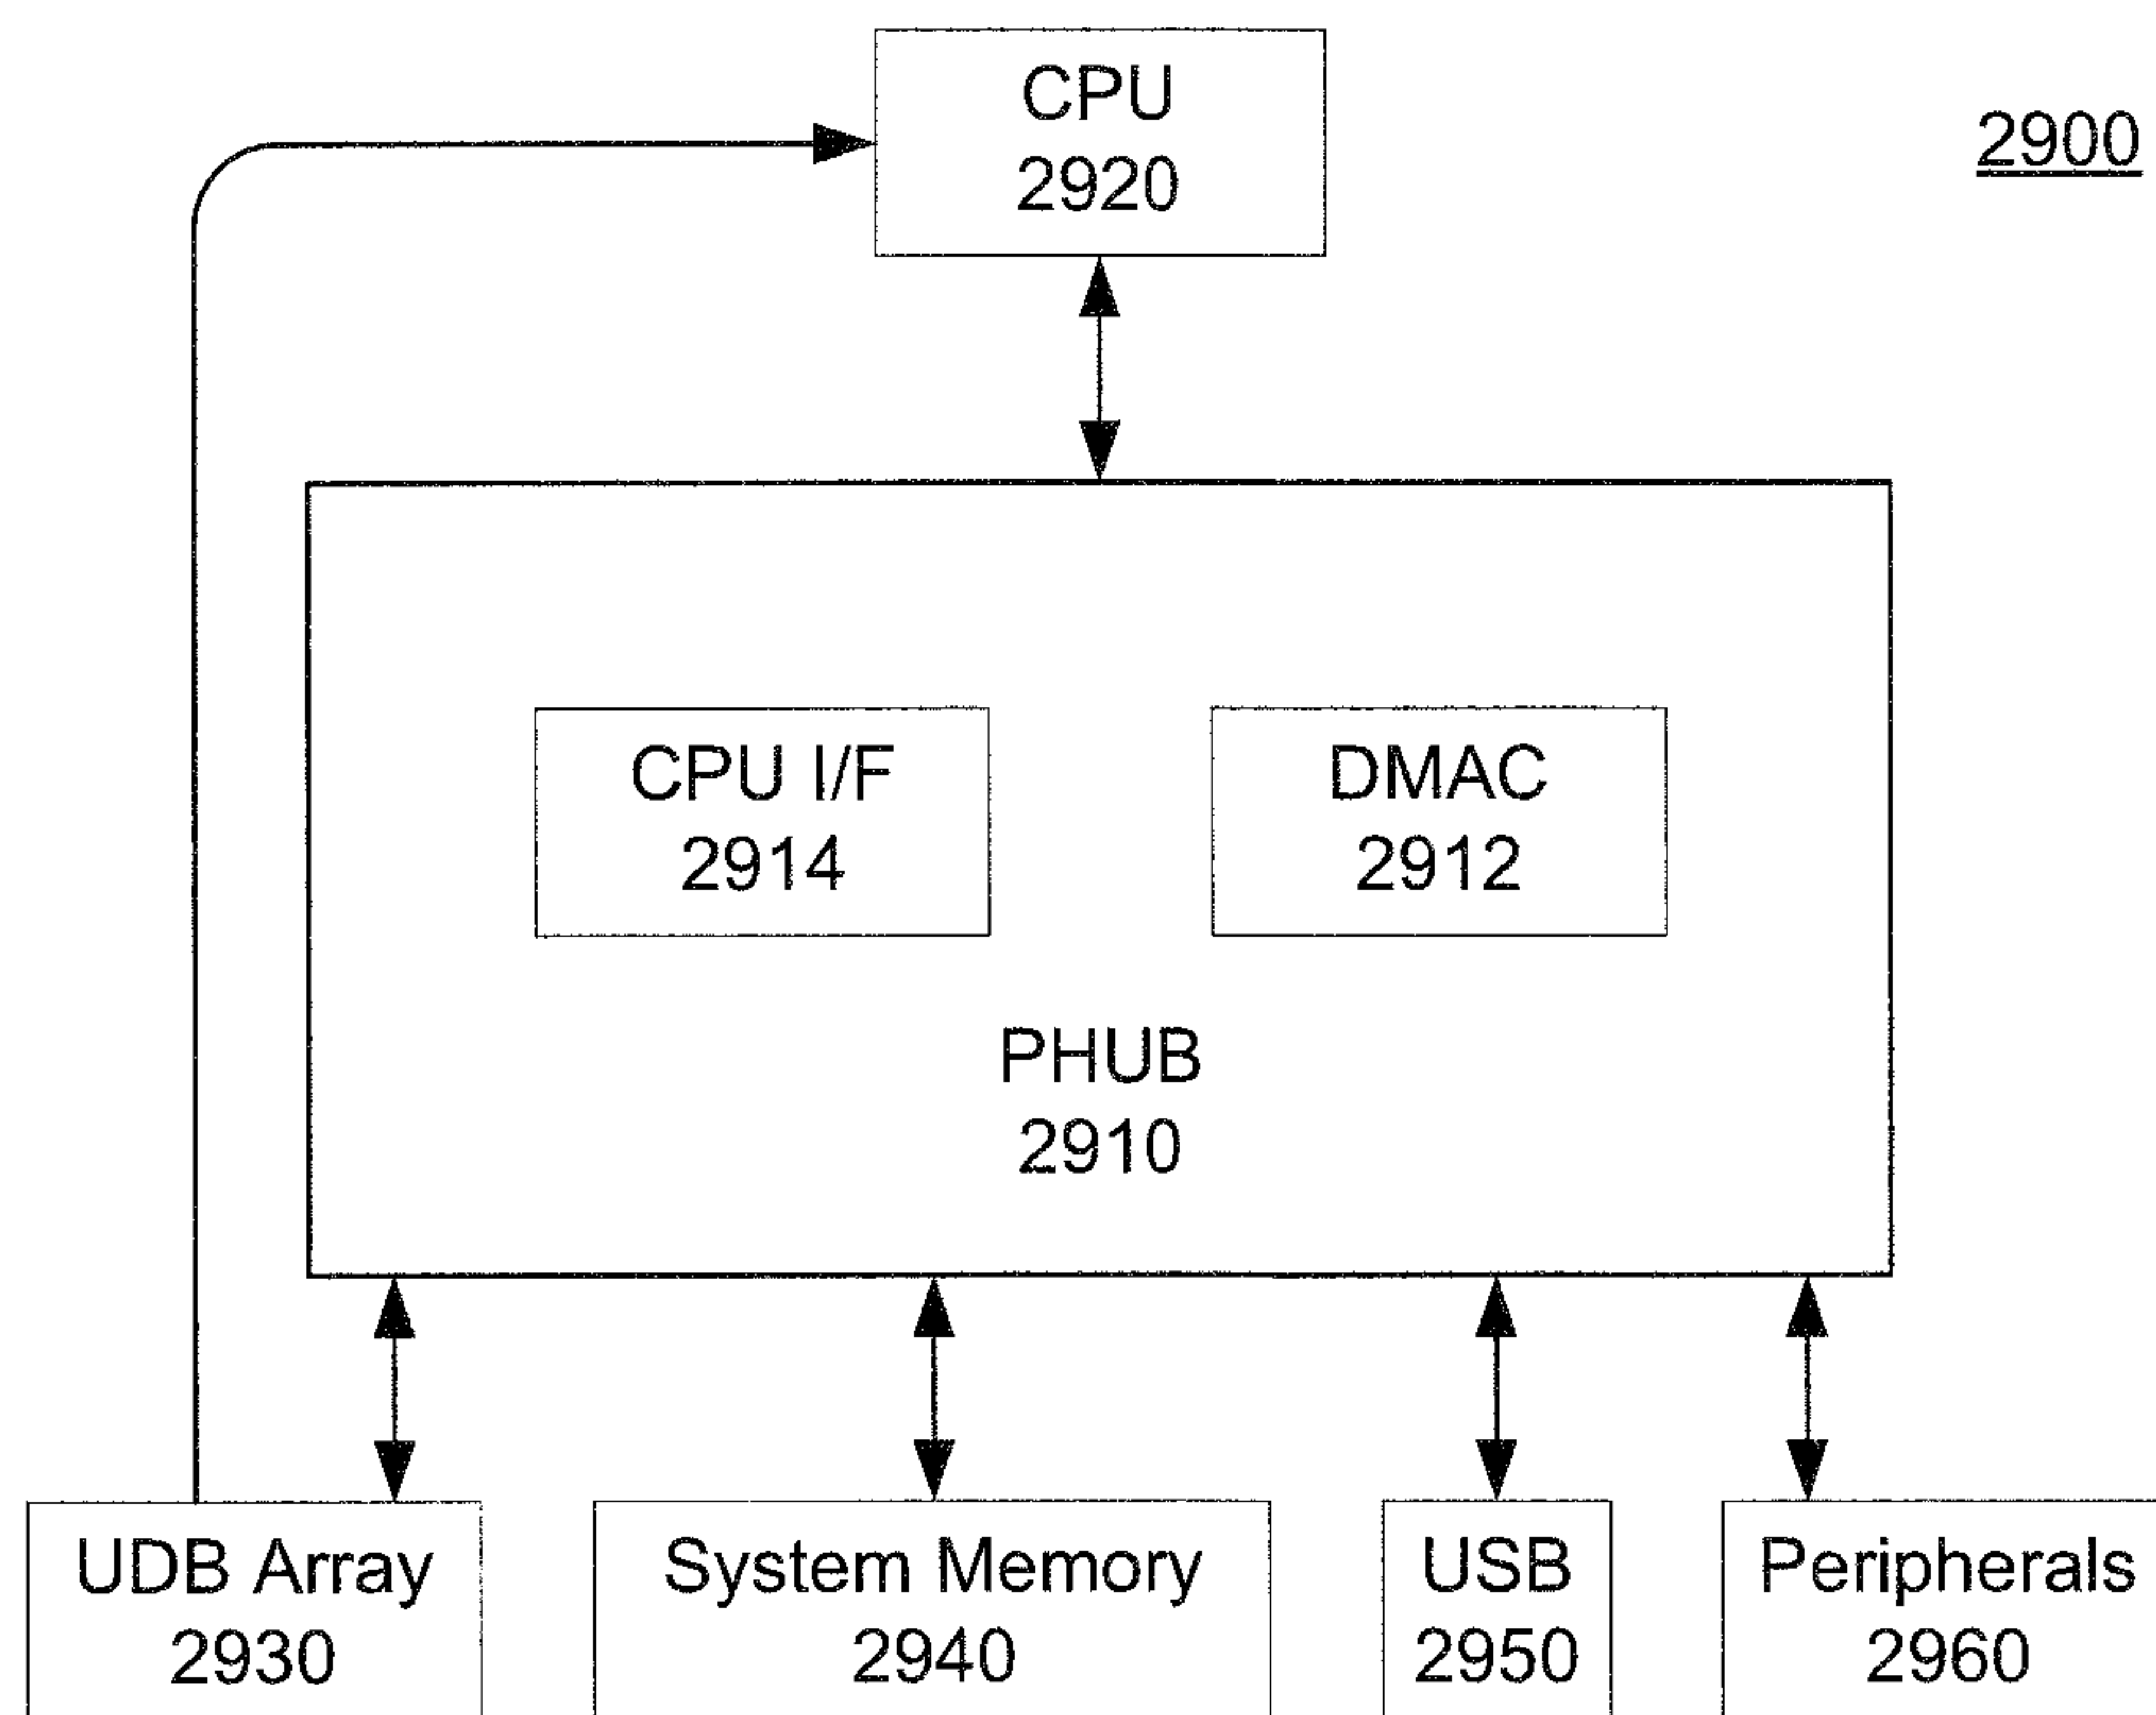 CPU
2920
2900
CPU I/F
2914
DMAC
2912
PHUB
2910
UDB Array
2930
System Memory
2940
USB
2950
Peripherals
2960